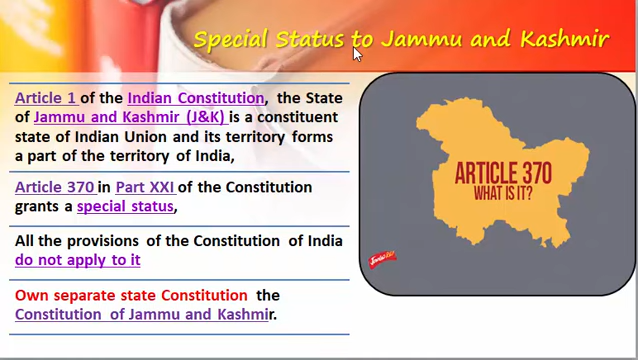 Special Status to Jammu and Kashmir
Article 1 of the Indian Constitution, the State
of Jammu and Kashmir (J&K) is a constituent
state of Indian Union and its territory forms
a part of the territory of India,
Article 370 in Part XXI of the Constitution
grants a special status,
All the provisions of the Constitution of India
do not apply to it
Own separate state Constitution the
Constitution of Jammu and Kashmir.
ARTICLE 370
WHAT IS IT?